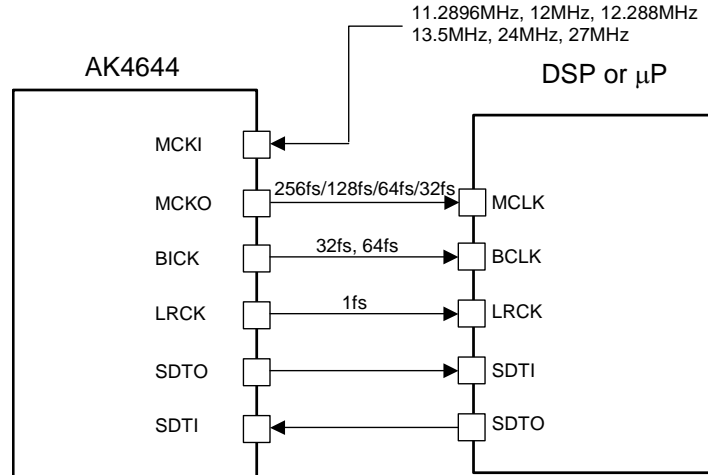 11.2896MHz, 12MHz, 12.288MHz
13.5MHz, 24MHz, 27MHz
AK4644
DSP or μP
MCKI
MCKO
256fs/128fs/64fs/32fs
MCLK
BICK
32fs, 64fs
BCLK
LRCK
1fs
LRCK
SDTO
SDTI
SDTI
SDTO